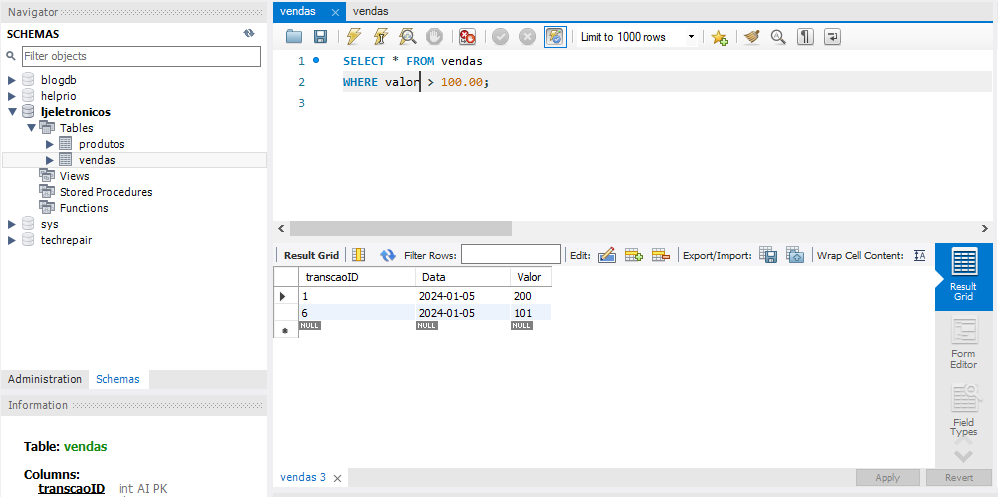 Navigator
SCHEMAS
Filter objects
blogdb
helprio
ljeletronicos
Tables
produtos
vendas
Views
Stored Procedures
Functions
sys
techrepair
Administration Schemas
Information
Table: vendas
Columns:
transcaoID int AI PK
vendas vendas
Limit to 1000 rows
1 SELECT * FROM vendas
2 WHERE valor > 100.00;
3
Result Grid Filter Rows: Edit: Export/Import: Wrap Cell Content:
transcaoID Data Valor
1 2024-01-05 200
6 2024-01-05 101
NULL NULL NULL
Result
Grid
Form
Editor
Field
Types
vendas 3 Apply Revert